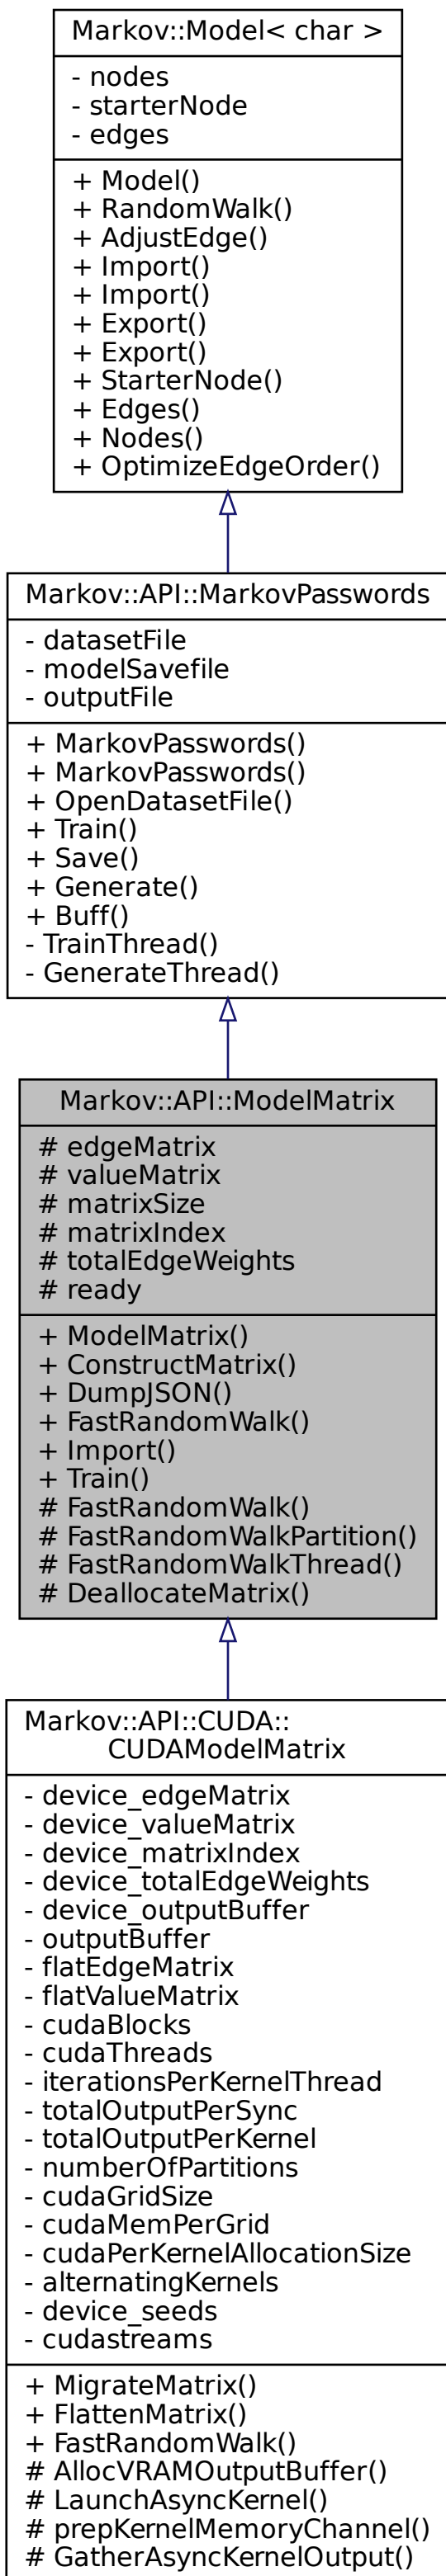 Markov::Model< char >
- nodes
- starterNode
- edges
+ Model()
+ RandomWalk()
+ AdjustEdge()
+ Import()
+ Import()
+ Export()
+ Export()
+ StarterNode()
+ Edges()
+ Nodes()
+ OptimizeEdgeOrder()
Markov::API::MarkovPasswords
- datasetFile
- modelSavefile
- outputFile
+ MarkovPasswords()
+ MarkovPasswords()
+ OpenDatasetFile()
+ Train()
+ Save()
+ Generate()
+ Buff()
- TrainThread()
- GenerateThread()
Markov::API::ModelMatrix
# edgeMatrix
# valueMatrix
# matrixSize
# matrixIndex
# totalEdgeWeights
# ready
+ ModelMatrix()
+ ConstructMatrix()
+ DumpJSON()
+ FastRandomWalk()
+ Import()
+ Train()
# FastRandomWalk()
# FastRandomWalkPartition()
# FastRandomWalkThread()
# DeallocateMatrix()
Markov::API::CUDA::
CUDAModelMatrix
- device_edgeMatrix
- device_valueMatrix
- device_matrixIndex
- device_totalEdgeWeights
- device_outputBuffer
- outputBuffer
- flatEdgeMatrix
- flatValueMatrix
- cudaBlocks
- cudaThreads
- iterationsPerKernelThread
- totalOutputPerSync
- totalOutputPerKernel
- numberOfPartitions
- cudaGridSize
- cudaMemPerGrid
- cudaPerKernelAllocationSize
- alternatingKernels
- device_seeds
- cudastreams
+ MigrateMatrix()
+ FlattenMatrix()
+ FastRandomWalk()
# AllocVRAMOutputBuffer()
# LaunchAsyncKernel()
# prepKernelMemoryChannel()
# GatherAsyncKernelOutput()